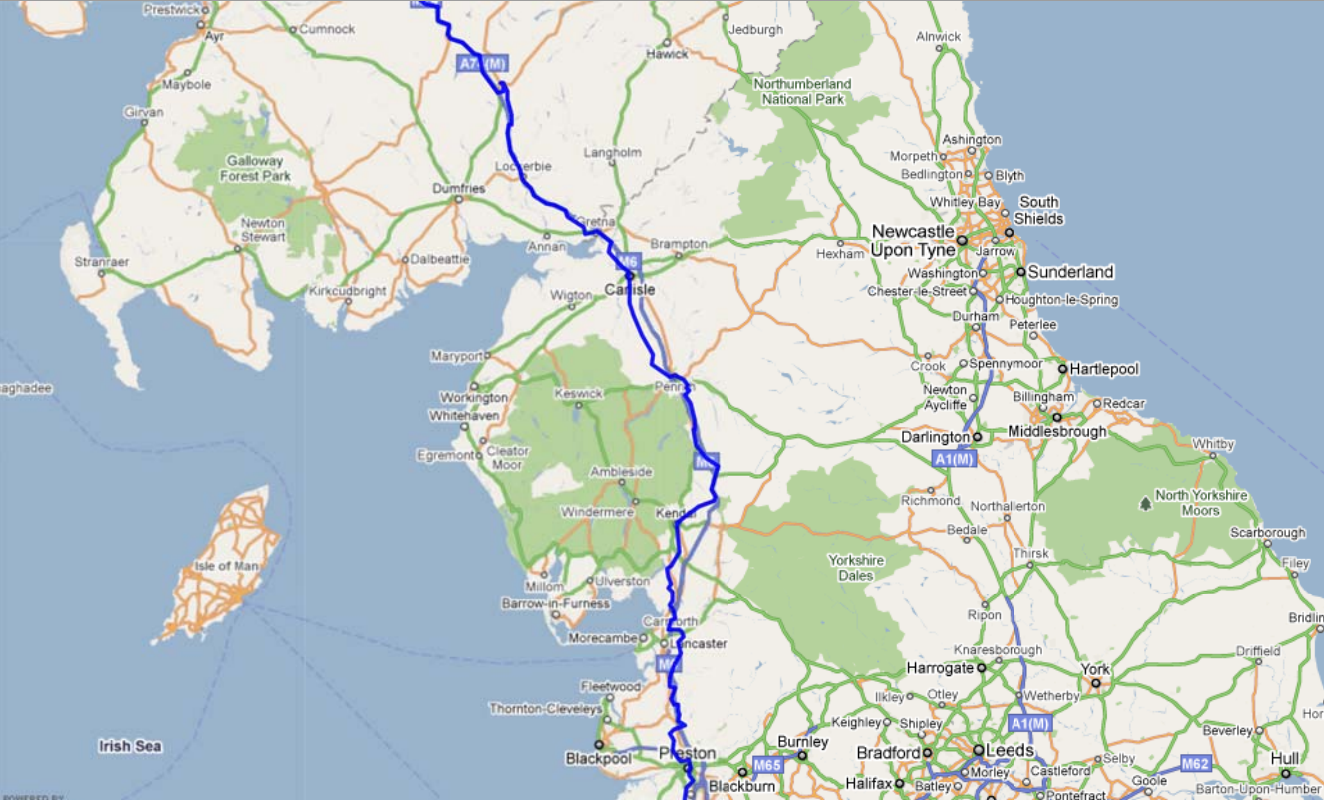 Prestwick
Ayr
Cumnock
Jedburgh
Alnwick
Hawick
Maybole
Northumberland
National Park
Girvan
Ashington
Morpeth
Bedlington
Blyth
Galloway
Forest Park
Langholm
Dumfries
Whitley Bay
South
Shields
Newton
Stewart
Gretna
Newcastle
Upon Tyne
Annan
Brampton
Hexham
Jarrow
Stranraer
Dalbeattie
M6
Washington
Sunderland
Kirkcudbright
Wigton
Carlisle
Chester-le-Street
Houghton-le-Spring
Durham
Peterlee
Maryport
Crook
Spennymoor
Hartlepool
aghadee
Workington
Keswick
Newton
Aycliffe
Billingham
Redcar
Whitehaven
Middlesbrough
Darlington
Whitby
Egremont
Cleator
Moor
A1(M)
Ambleside
Richmond
Northallerton
North Yorkshire
Moors
Windermere
Bedale
Scarborough
Thirsk
Filey
Isle of Man
Yorkshire
Dales
Millom
Ulverston
Barrow-in-Furness
Ripon
Bridlin
Morecambe
Lancaster
Knaresborough
Driffield
Harrogate
York
Fleetwood
Ilkley
Otley
Wetherby
Thornton-Cleveleys
Keighley
Shipley
A1(M)
Beverley
Hor
Irish Sea
Blackpool
Preston
Burnley
Bradford
Leeds
M65
Selby
M62
Hull
Blackburn
Halifax
Morley
Batley
Castleford
Goole
Barton-Upon-Humber
Pontefract
POWERED BY